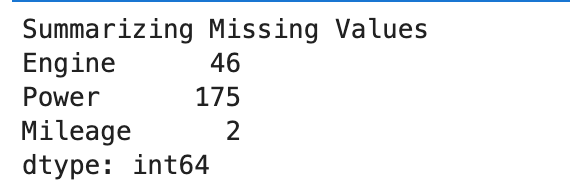 Summarizing Missing Values
Engine      46
Power      175
Mileage      2
dtype: int64